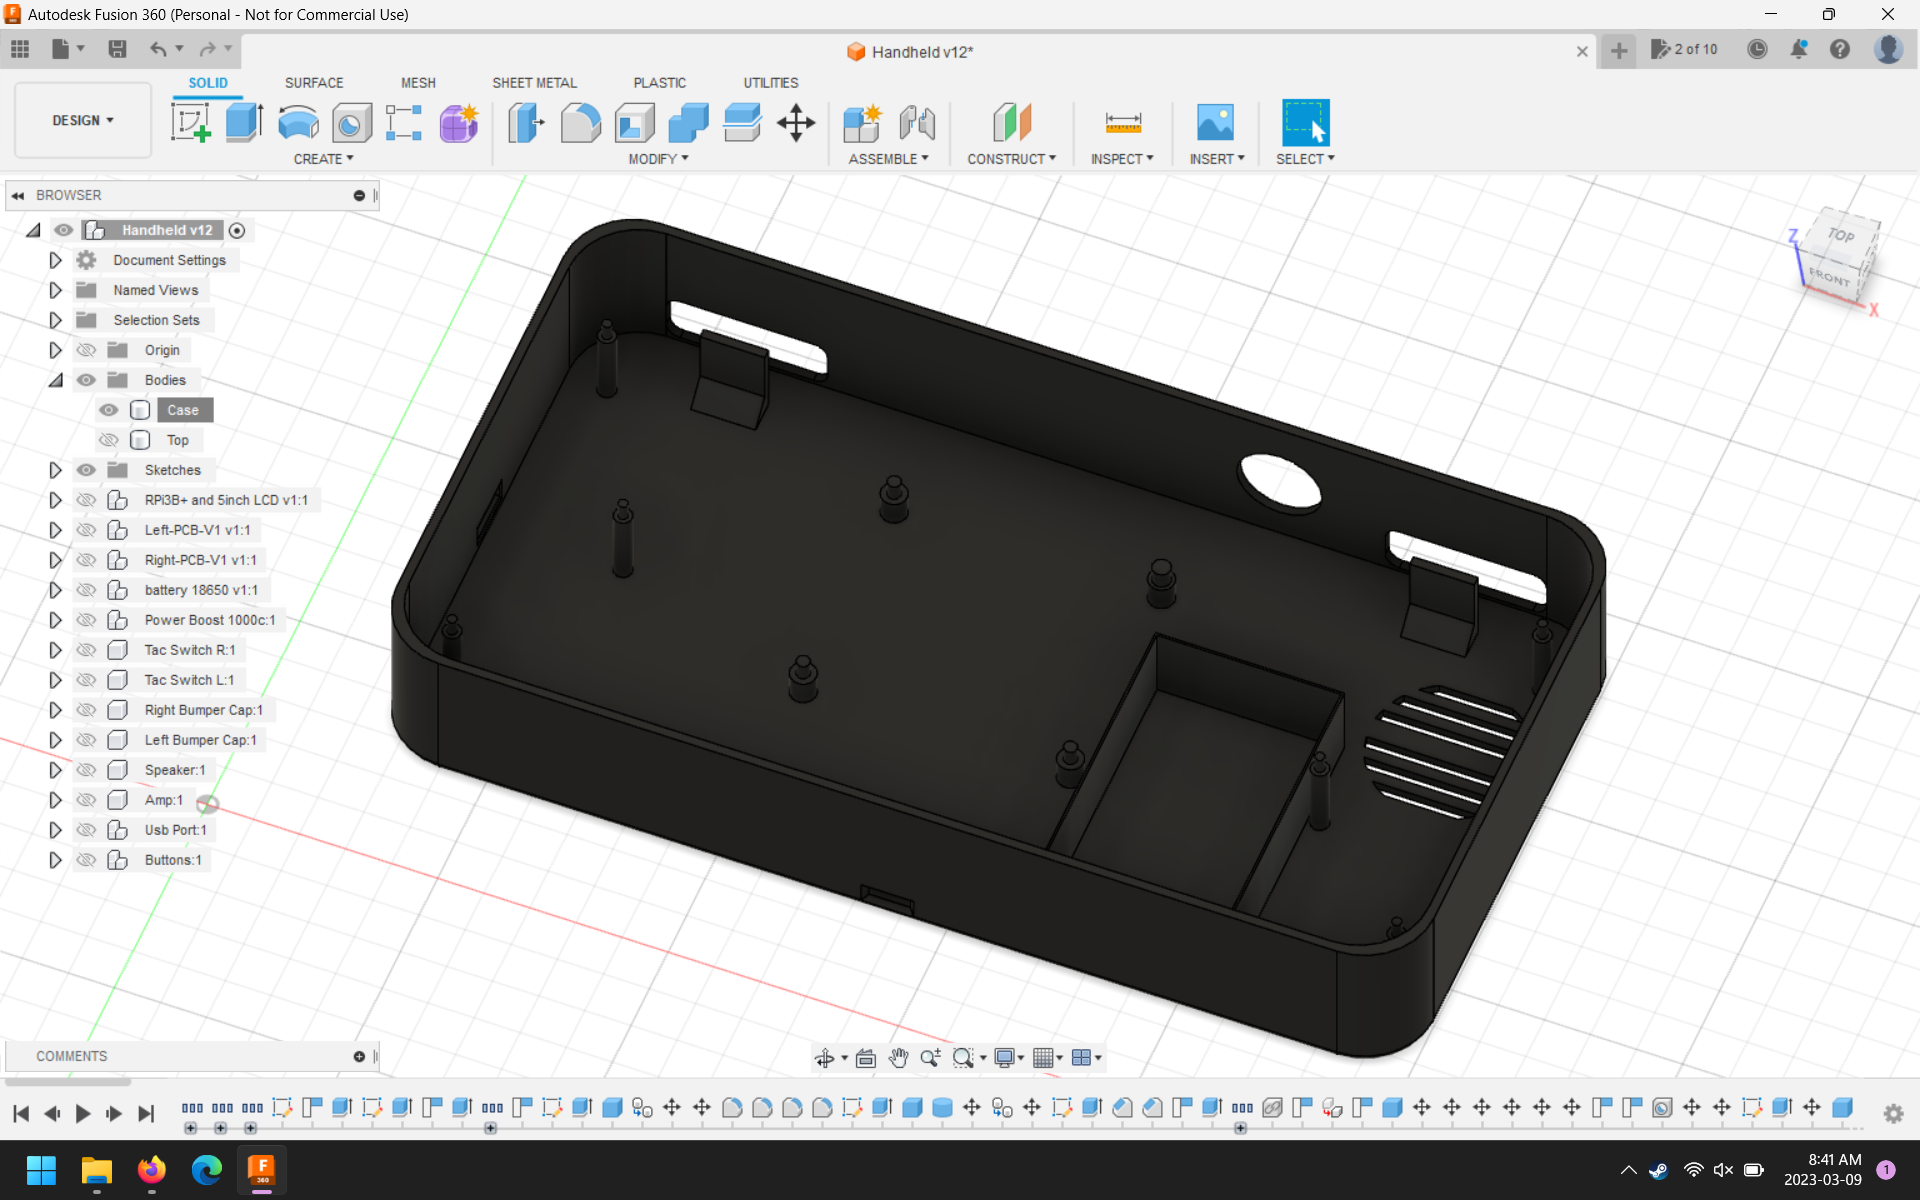 Autodesk Fusion 360 (Personal - Not for Commercial Use)
Handheld v12*
2 of 10
SOLID
SURFACE
MESH
SHEET METAL
PLASTIC
UTILITIES
DESIGN
CREATE
MODIFY
ASSEMBLE
CONSTRUCT
INSPECT
INSERT
SELECT
BROWSER
Handheld v12
Document Settings
Named Views
Selection Sets
Origin
Bodies
Case
Top
Sketches
RPi3B+ and 5inch LCD v1:1
Left-PCB-V1 v1:1
Right-PCB-V1 v1:1
battery 18650 v1:1
Power Boost 1000c:1
Tac Switch R:1
Tac Switch L:1
Right Bumper Cap:1
Left Bumper Cap:1
Speaker:1
Amp:1
Usb Port:1
Buttons:1
Z
TOP
FRONT
X
COMMENTS
F
360
8:41 AM
2023-03-09
1